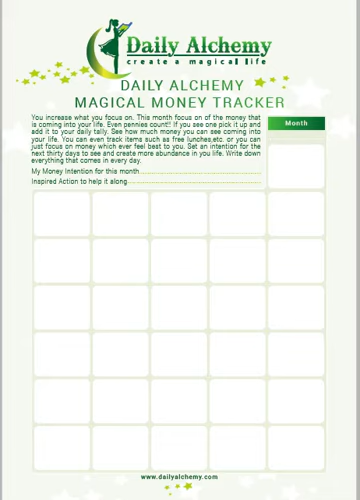 Daily Alchemy
create a magical life
DAILY ALCHEMY
MAGICAL MONEY TRACKER
You increase what you focus on. This month focus on of the money that
is coming into your life. Even pennies count!! If you see one pick it up and
add it to your daily tally. See how much money you can see coming into
your life. You can even track items such as free lunches,etc. or you can
just focus on money which ever feel best to you. Set an intention for the
next thirty days to see and create more abundance in you life. Write down
everything that comes in every day.
Month
My Money Intention for this month
Inspired Action to help it along
www.dailyalchemy.com